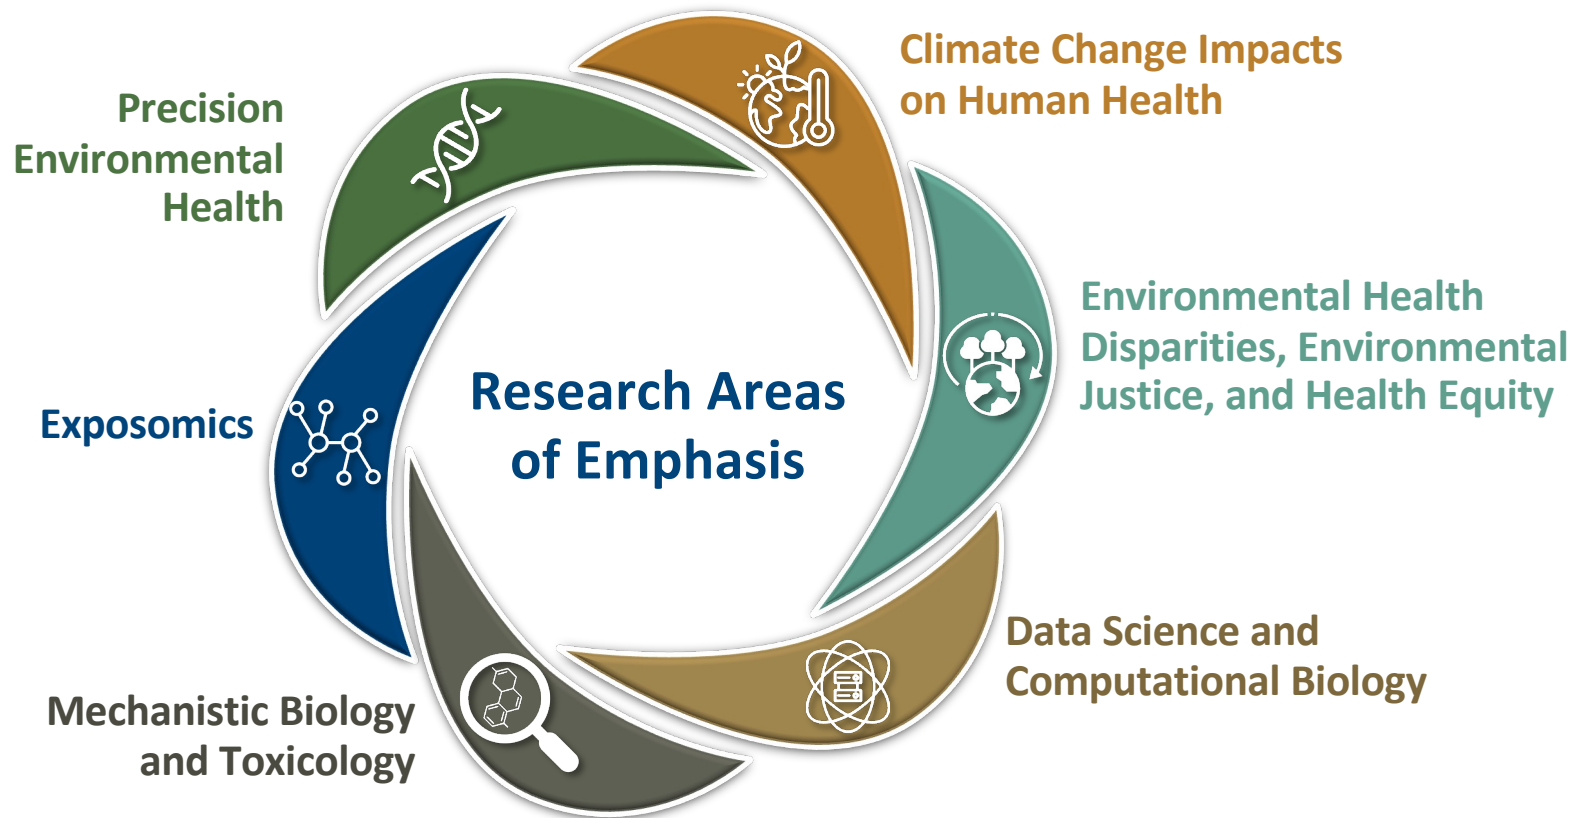 Climate Change Impacts
on Human Health
Precision
Environmental
Health
Environmental Health
Disparities, Environmental
Justice, and Health Equity
Research Areas
of Emphasis
Exposomics
Data Science and
Computational Biology
Mechanistic Biology
and Toxicology